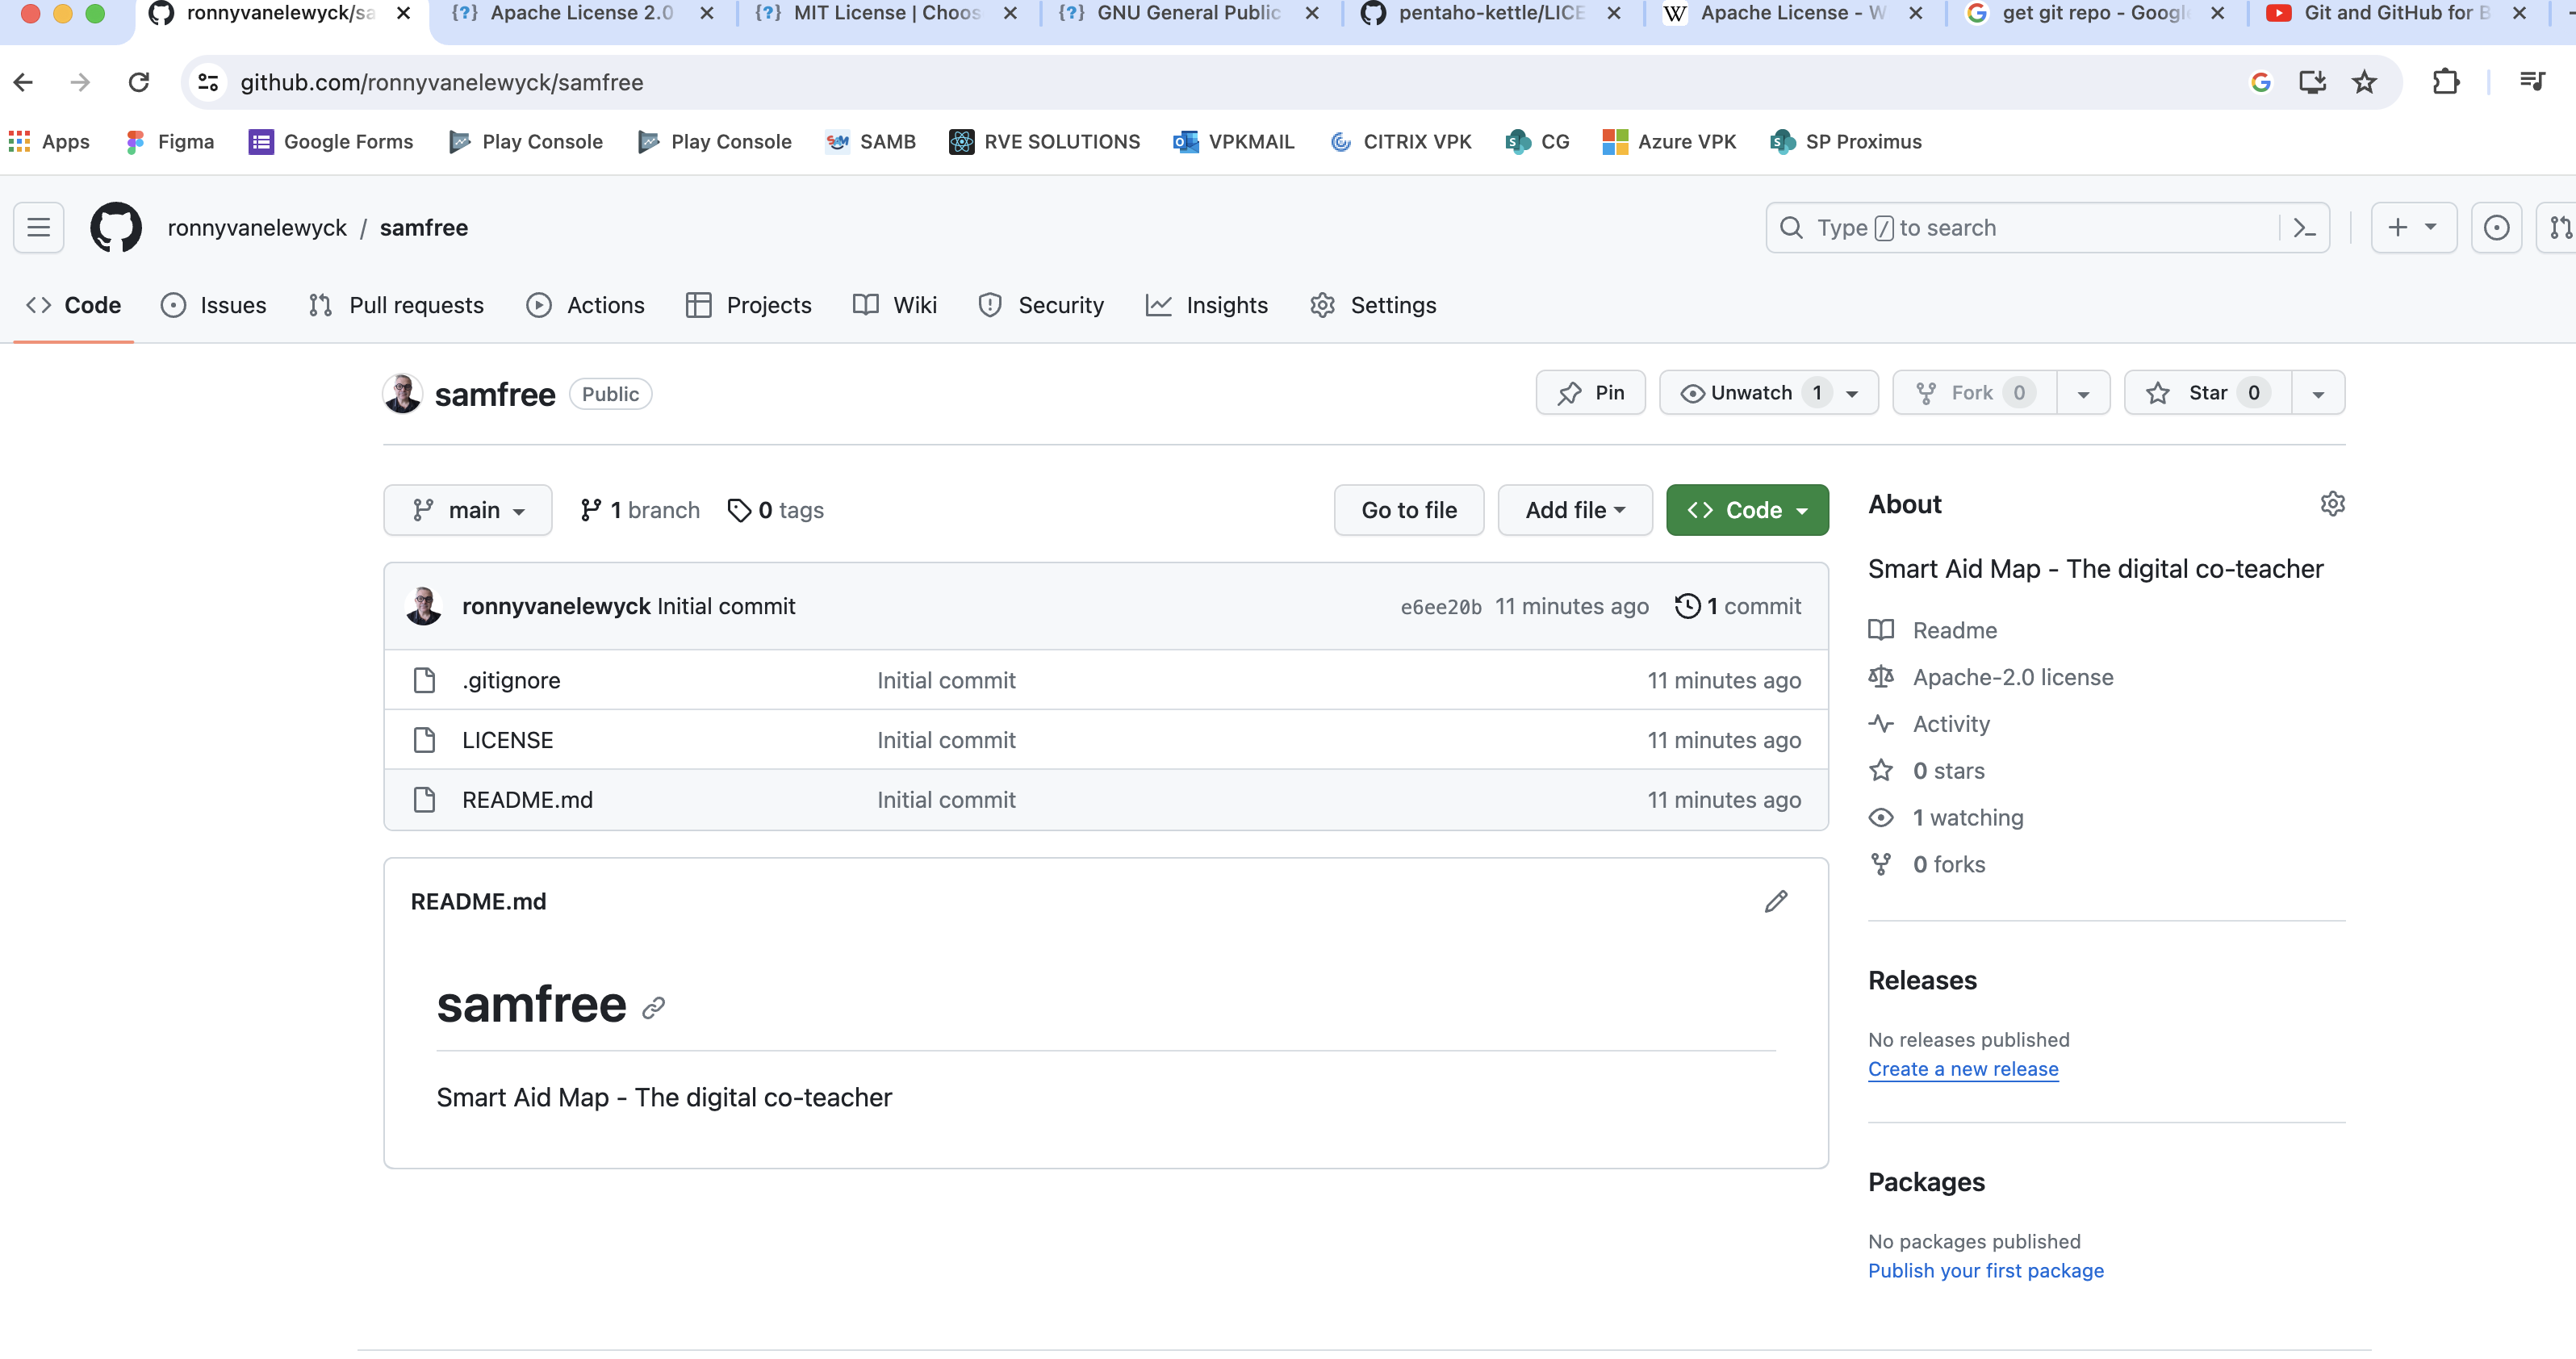 ronnyvanelewyck/sa
Apache License 2.0
MIT License | Choos
GNU General Public
pentaho-kettle/LICE
Apache License - W
get git repo - Googl
Git and GitHub for B
github.com/ronnyvanelewyck/samfree
Apps
Figma
Google Forms
Play Console
Play Console
SAMB
RVE SOLUTIONS
VPKMAIL
CITRIX VPK
CG
Azure VPK
SP Proximus
ronnyvanelewyck / samfree
Type / to search
Code
Issues
Pull requests
Actions
Projects
Wiki
Security
Insights
Settings
samfree Public
Pin
Unwatch 1
Fork 0
Star 0
main
1 branch
0 tags
Go to file
Add file
Code
ronnyvanelewyck Initial commit e6ee20b 11 minutes ago 1 commit
.gitignore Initial commit 11 minutes ago
LICENSE Initial commit 11 minutes ago
README.md Initial commit 11 minutes ago
README.md
samfree
Smart Aid Map - The digital co-teacher
About
Smart Aid Map - The digital co-teacher
Readme
Apache-2.0 license
Activity
0 stars
1 watching
0 forks
Releases
No releases published
Create a new release
Packages
No packages published
Publish your first package